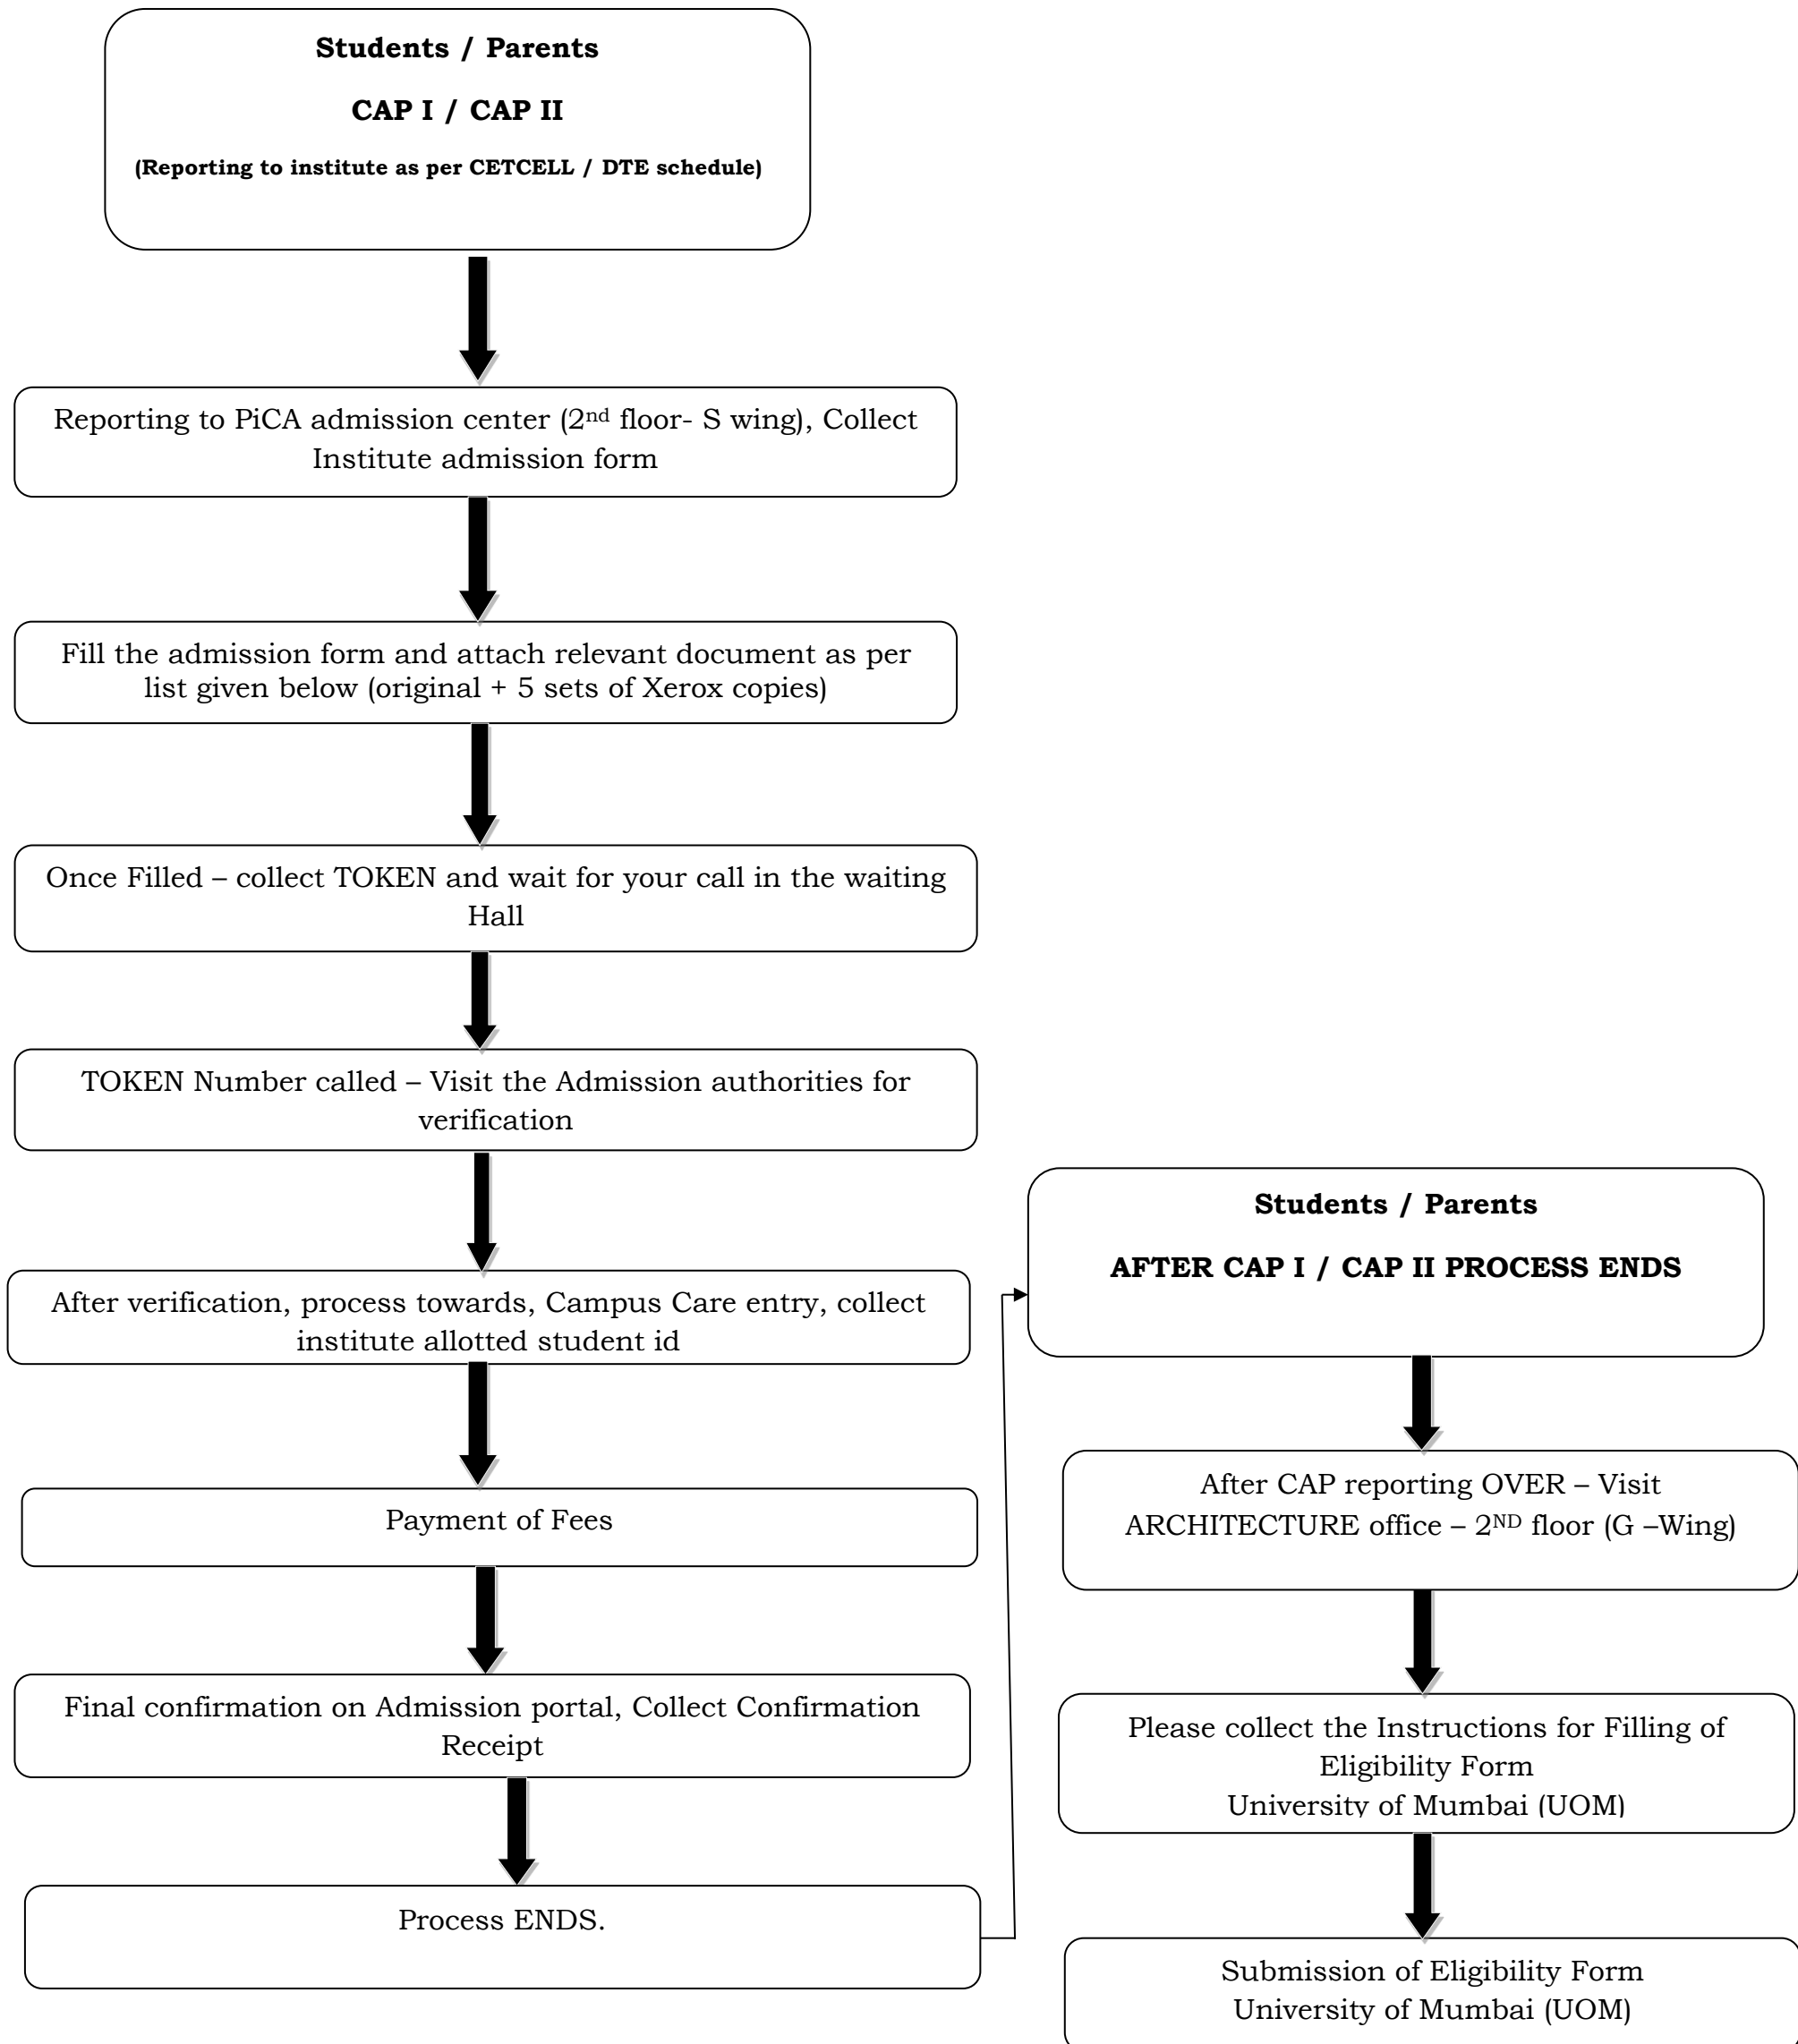 Students / Parents
CAP I / CAP II
(Reporting to institute as per CETCELL / DTE schedule)
Reporting to PiCA admission center (2nd floor- S wing), Collect
Institute admission form
Fill the admission form and attach relevant document as per
list given below (original + 5 sets of Xerox copies)
Once Filled – collect TOKEN and wait for your call in the waiting
Hall
TOKEN Number called – Visit the Admission authorities for
verification
After verification, process towards, Campus Care entry, collect
institute allotted student id
Payment of Fees
Final confirmation on Admission portal, Collect Confirmation
Receipt
Process ENDS.
Students / Parents
AFTER CAP I / CAP II PROCESS ENDS
After CAP reporting OVER – Visit
ARCHITECTURE office – 2ND floor (G –Wing)
Please collect the Instructions for Filling of
Eligibility Form
University of Mumbai (UOM)
Submission of Eligibility Form
University of Mumbai (UOM)